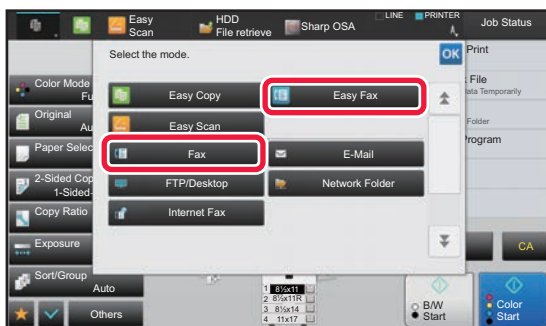 Easy
Scan
HDD
File retrieve
Sharp OSA
LINE
PRINTER
Job Status
Select the mode.
OK
Print
Color Mode
Easy Copy
Easy Fax
File
Data Temporarily
Original
Au
Easy Scan
Folder
Paper Selec
Fax
E-Mail
Program
2-Sided Cop
1-Sided-
FTP/Desktop
Network Folder
Copy Ratio
Internet Fax
Exposure
CA
Sort/Group
Auto
1 8½x11
2 8½x11R
3 8½x14
4 11x17
Others
B/W
Start
Color
Start